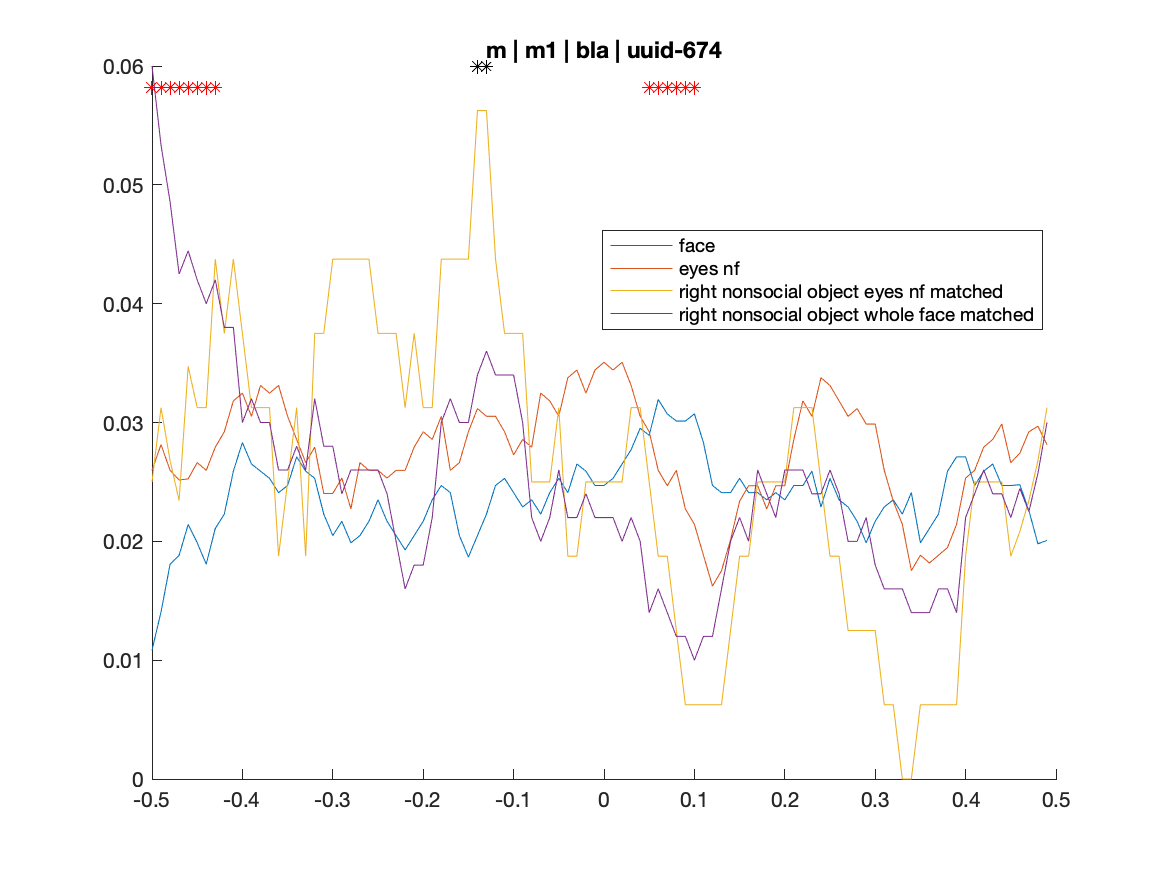 m | m1 | bla | uuid-674
0.06
0.05
0.04
0.03
0.02
0.01
0
face
eyes nf
right nonsocial object eyes nf matched
right nonsocial object whole face matched
-0.5 -0.4 -0.3 -0.2 -0.1 0 0.1 0.2 0.3 0.4 0.5